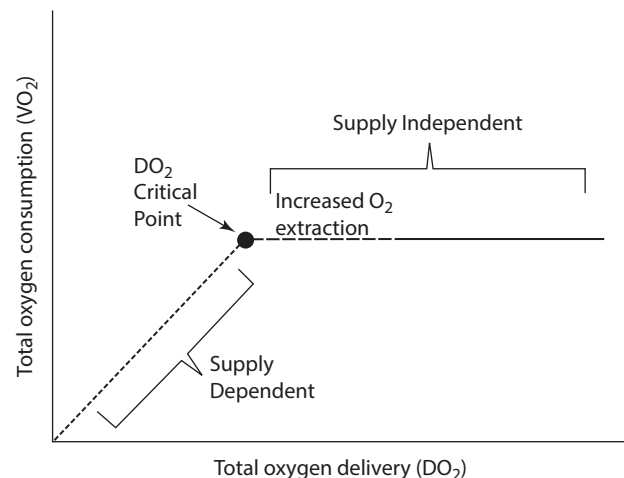 Total oxygen consumption (VO₂)
Supply Independent
DO₂
Critical
Point
Increased O₂
extraction
Supply
Dependent
Total oxygen delivery (DO₂)